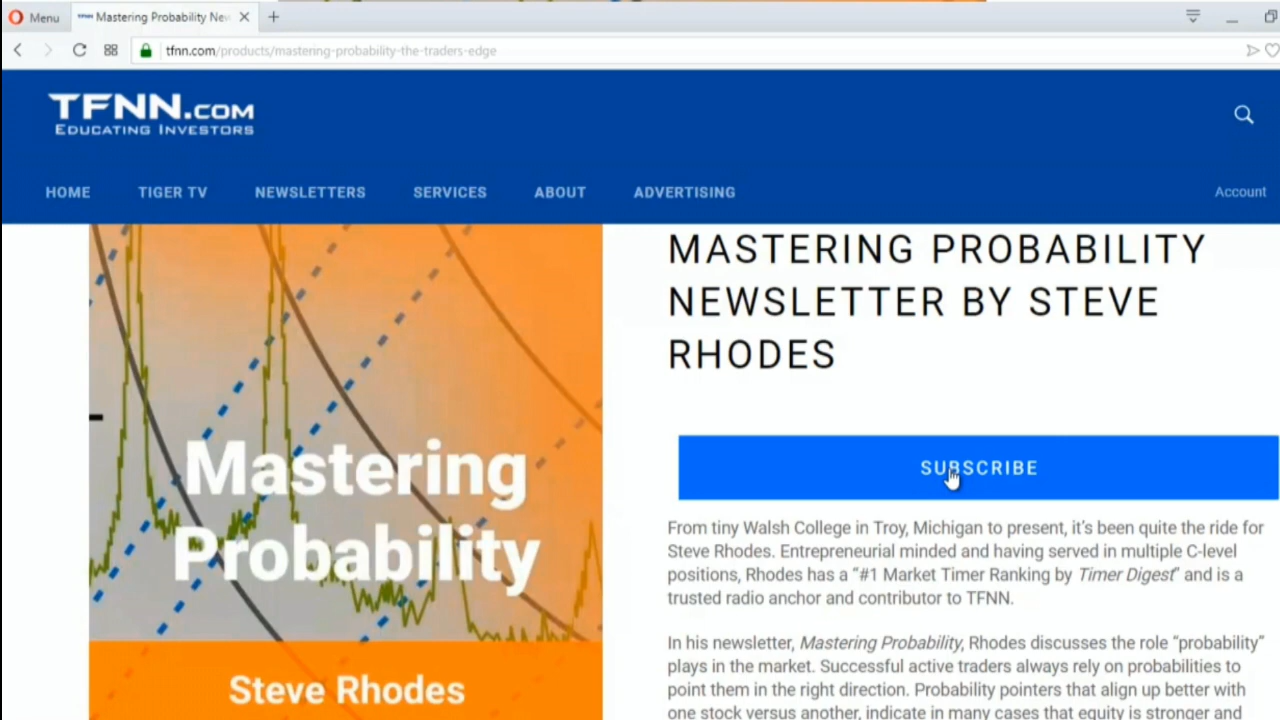 Menu
Mastering Probability New
tfnn.com/products/mastering-probability-the-traders-edge
TFNN.COM
EDUCATING INVESTORS
HOME TIGER TV NEWSLETTERS SERVICES ABOUT ADVERTISING Account
MASTERING PROBABILITY
NEWSLETTER BY STEVE
RHODES
SUBSCRIBE
Mastering
Probability
Steve Rhodes
From tiny Walsh College in Troy, Michigan to present, it's been quite the ride for
Steve Rhodes. Entrepreneurial minded and having served in multiple C-level
positions, Rhodes has a “#1 Market Timer Ranking by Timer Digest” and is a
trusted radio anchor and contributor to TFNN.
In his newsletter, Mastering Probability, Rhodes discusses the role “probability”
plays in the market. Successful active traders always rely on probabilities to
point them in the right direction. Probability pointers that align up better with
one stock versus another, indicate in many cases that equity is stronger and